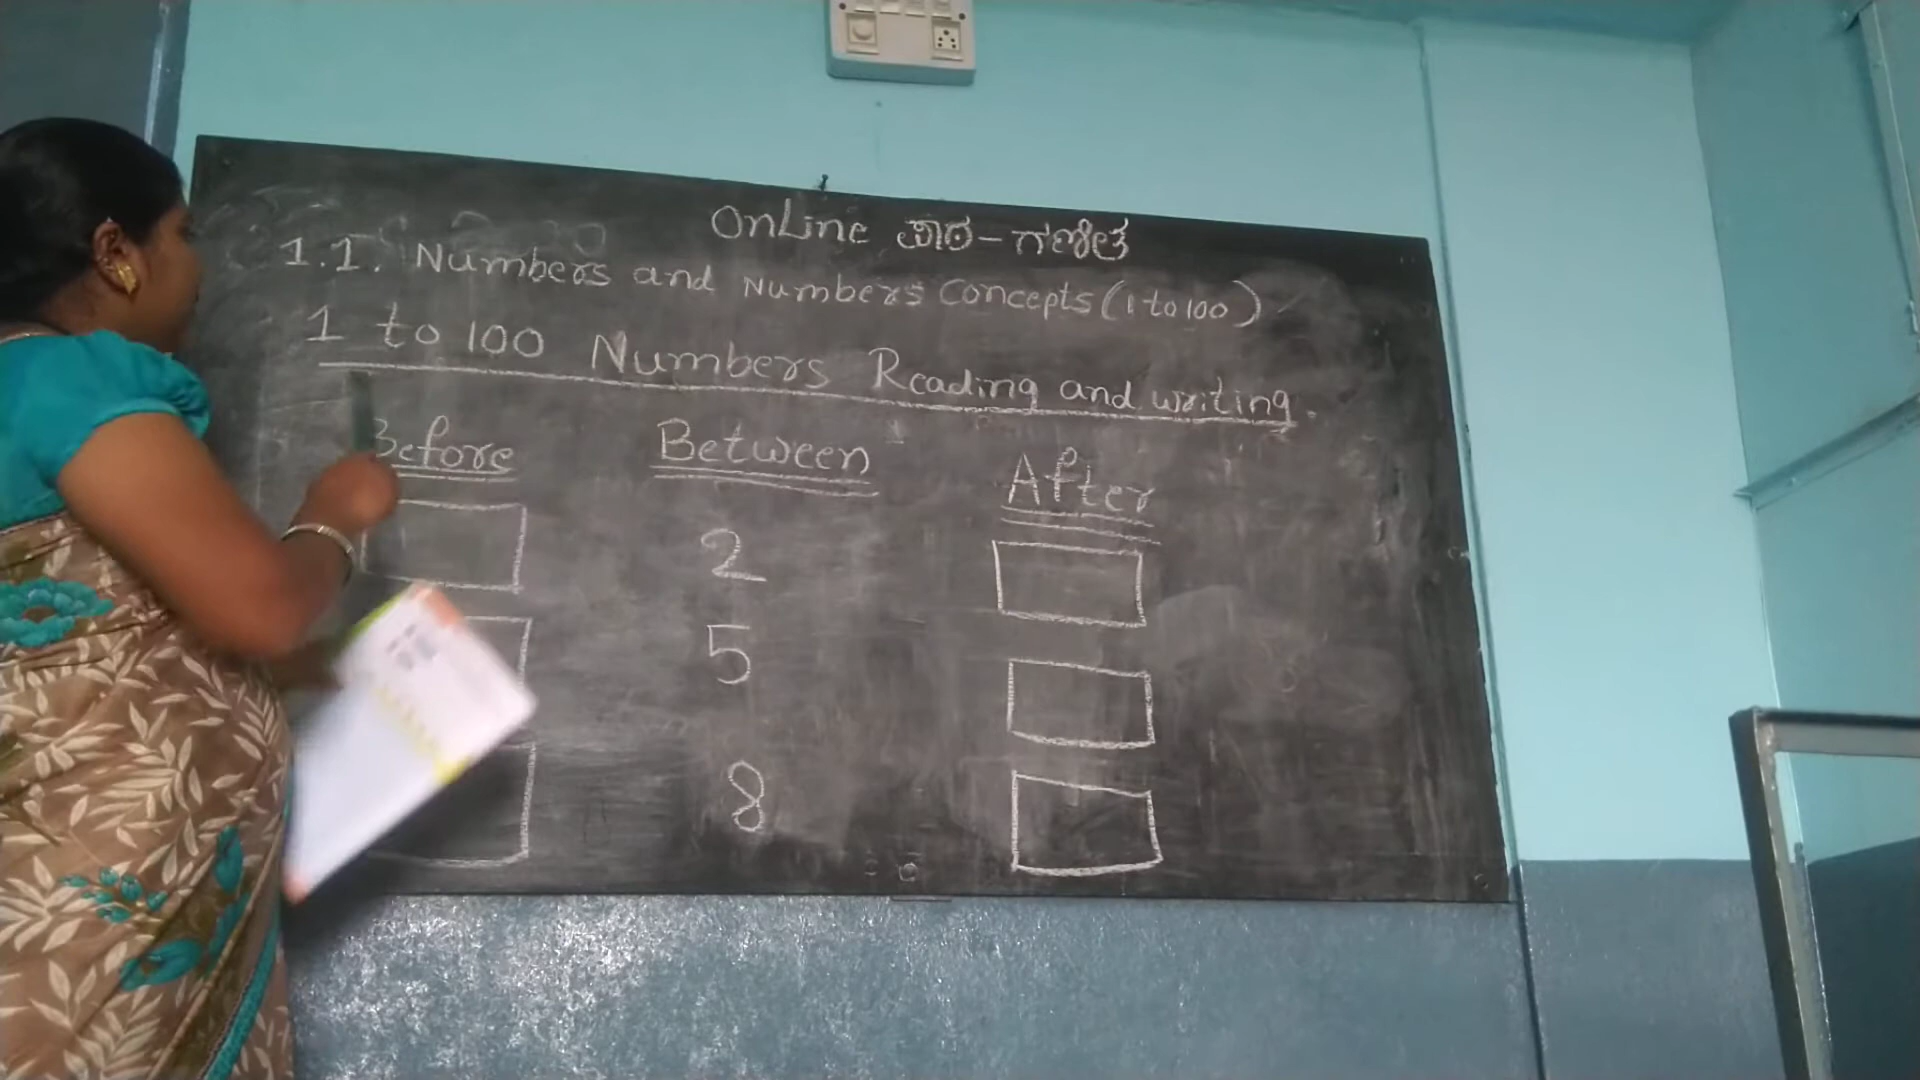 OnLine ಪಾಠ - ಗಣಿತ
1.1. Numbers and Numbers Concepts (1 to 100)
1 to 100 Numbers Reading and writing.
Before Between After
2
5
8